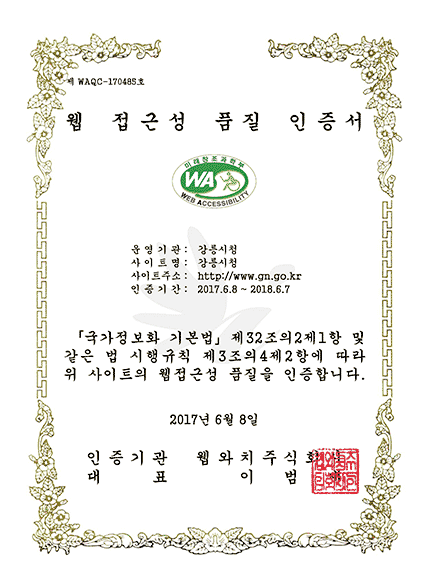 제 WAQC-170485호
웹 접근성 품질 인증서
미래창조과학부
WA
WEB ACCESSIBILITY
운영기관 : 강릉시청
사이트명 : 강릉시청
사이트주소 : http://www.gn.go.kr
인증기간 : 2017.6.8 ~ 2018.6.7
「국가정보화 기본법」제32조의2제1항 및
같은 법 시행규칙 제3조의4제2항에 따라
위 사이트의 웹접근성 품질을 인증합니다.
2017년 6월 8일
인증기관 웹와치주식회
대표 이범